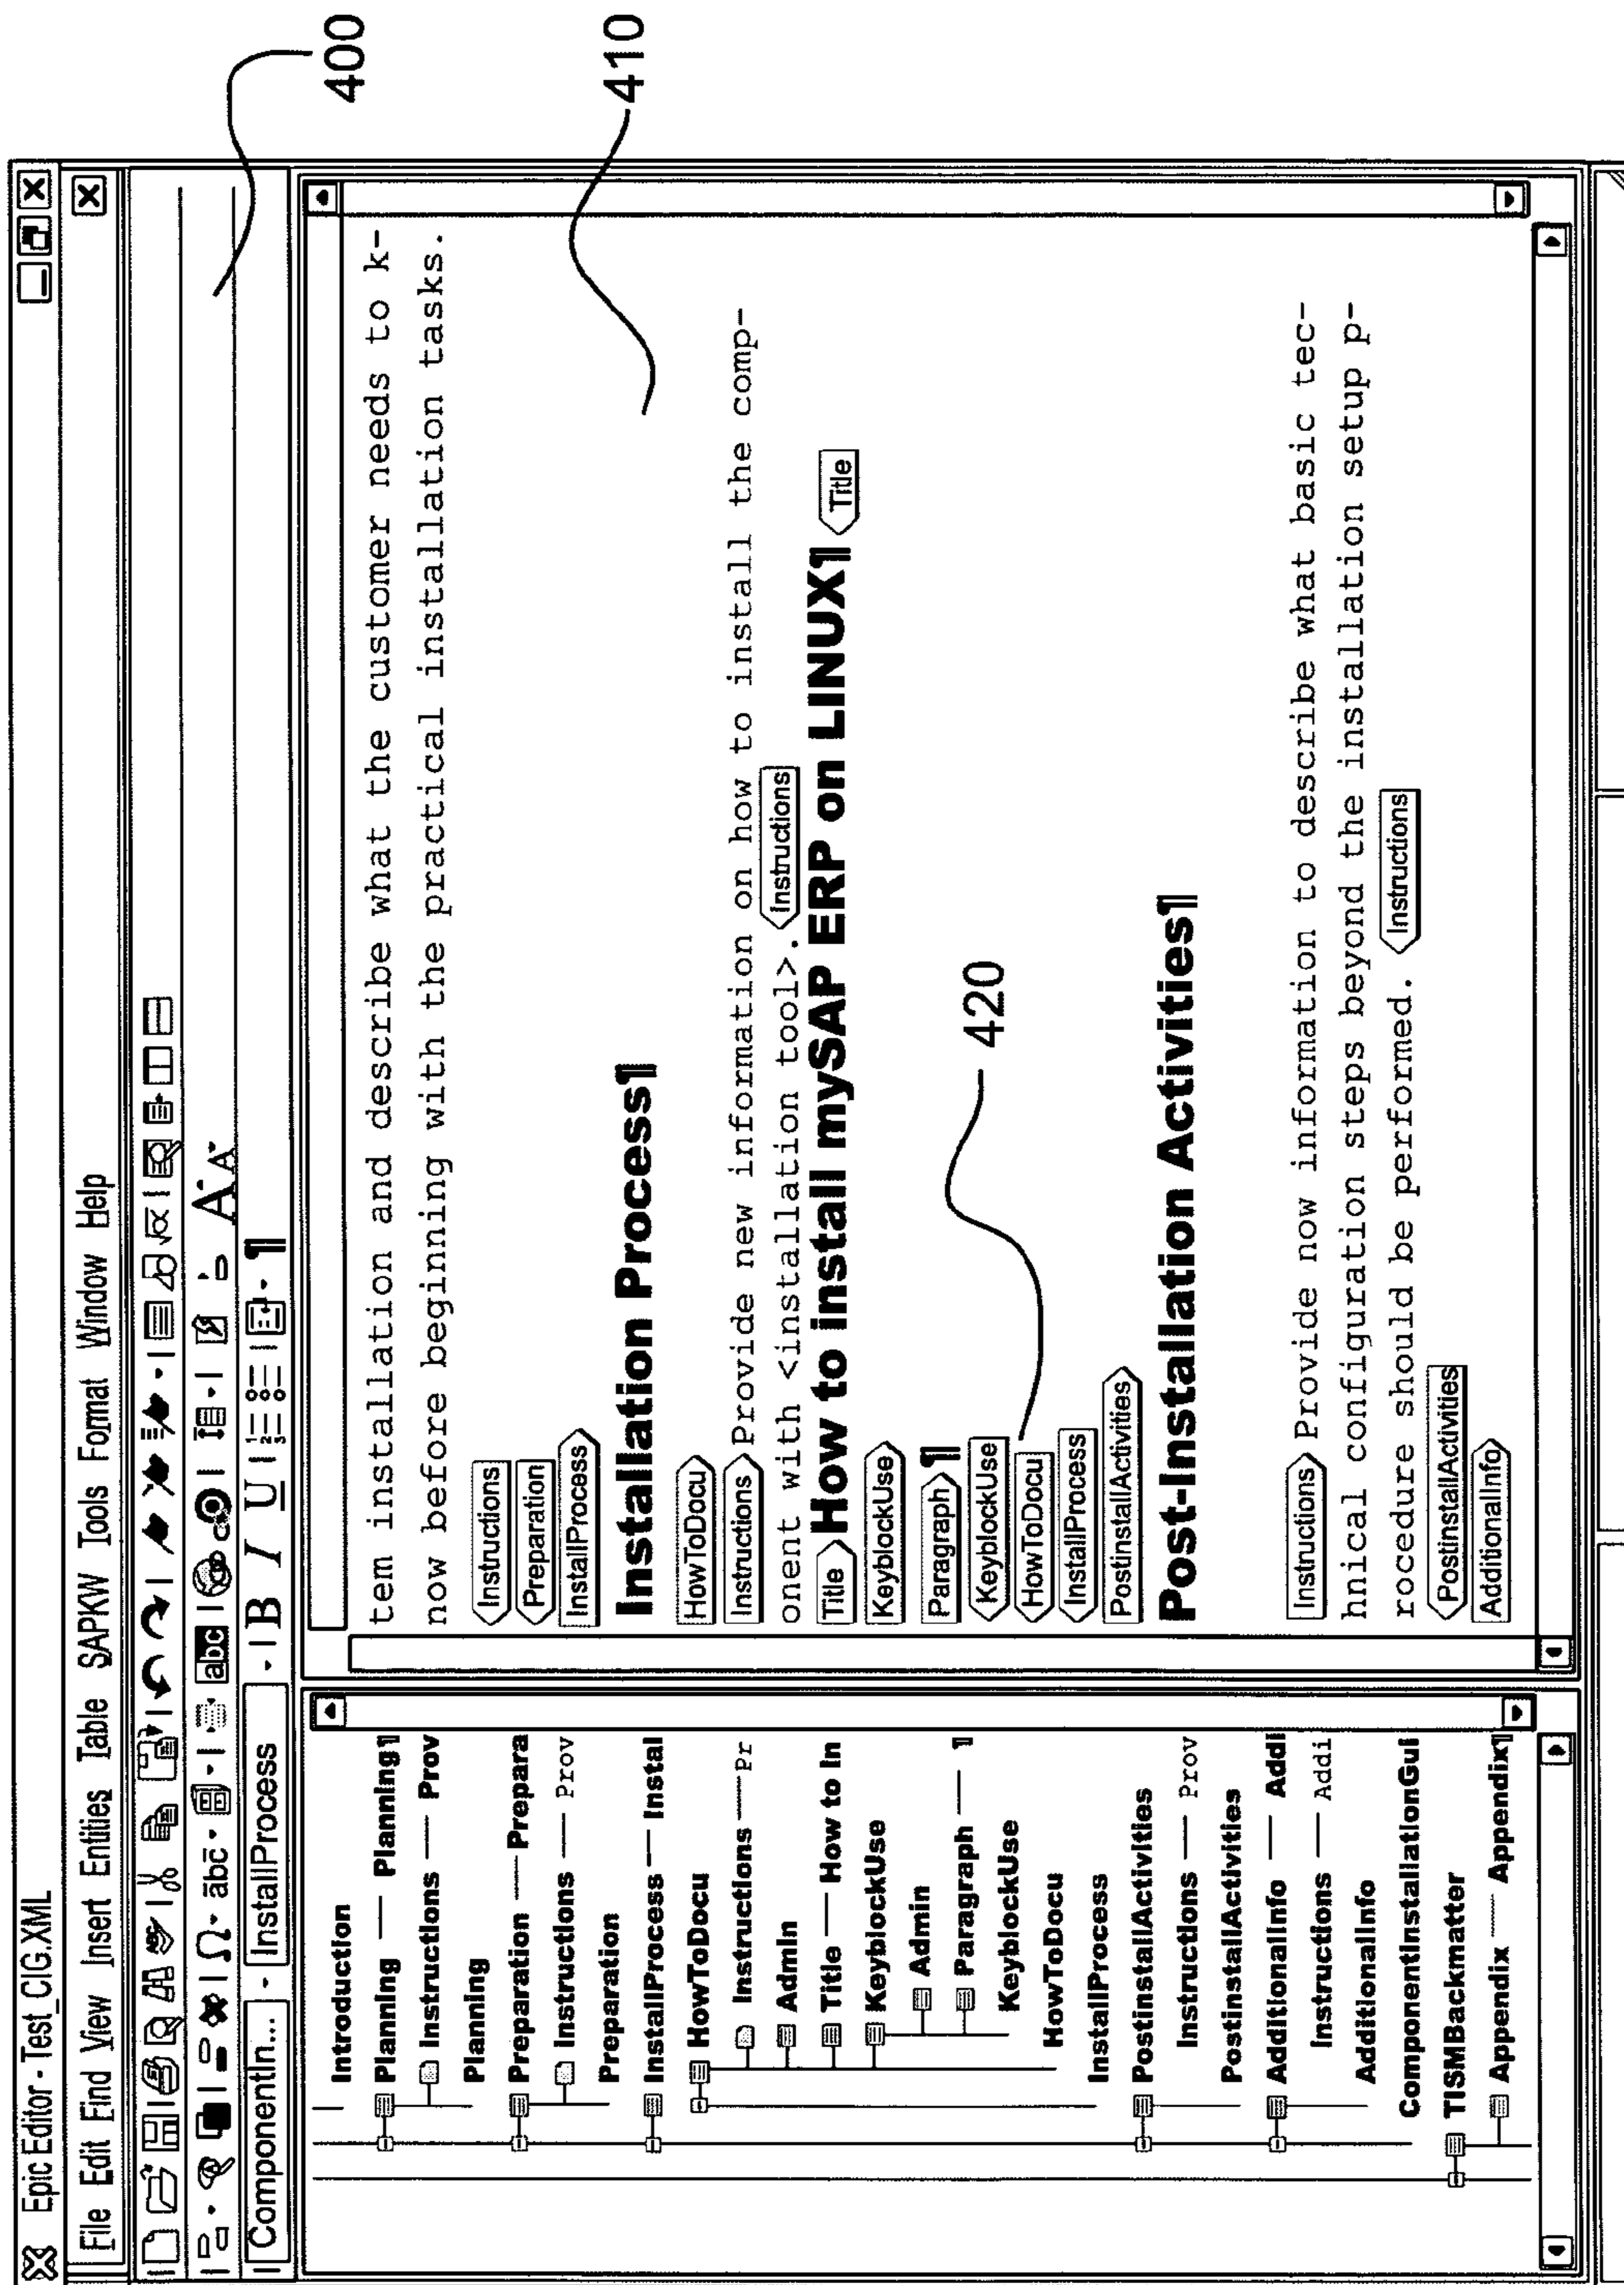 Epic Editor - Test_CIG.XML
File Edit Find View Insert Entities Table SAPKW Tools Format Window Help
ABC
Ω abc abc A A
ComponentIn... InstallProcess B I U ¶
400
Introduction
Planning Planning¶
Instructions Prov
Planning
Preparation Prepara
Instructions Prov
Preparation
InstallProcess Instal
HowToDocu
Instructions Pr
Admin
Title How to In
KeyblockUse
Admin
Paragraph ¶
KeyblockUse
HowToDocu
InstallProcess
PostinstallActivities
Instructions Prov
PostinstallActivities
AdditionalInfo Addi
Instructions Addi
AdditionalInfo
ComponentInstallationGui
TISMBackmatter
Appendix Appendix¶
tem installation and describe what the customer needs to k-
now before beginning with the practical installation tasks.
Instructions
Preparation
InstallProcess
Installation Process¶
410
HowToDocu
Instructions Provide new information on how to install the comp-
onent with <installation tool>. Instructions
Title How to install mySAP ERP on LINUX¶ Title
KeyblockUse
Paragraph ¶
KeyblockUse
HowToDocu
420
InstallProcess
PostinstallActivities
Post-Installation Activities¶
Instructions Provide now information to describe what basic tec-
hnical configuration steps beyond the installation setup p-
rocedure should be performed. Instructions
PostinstallActivities
AdditionalInfo